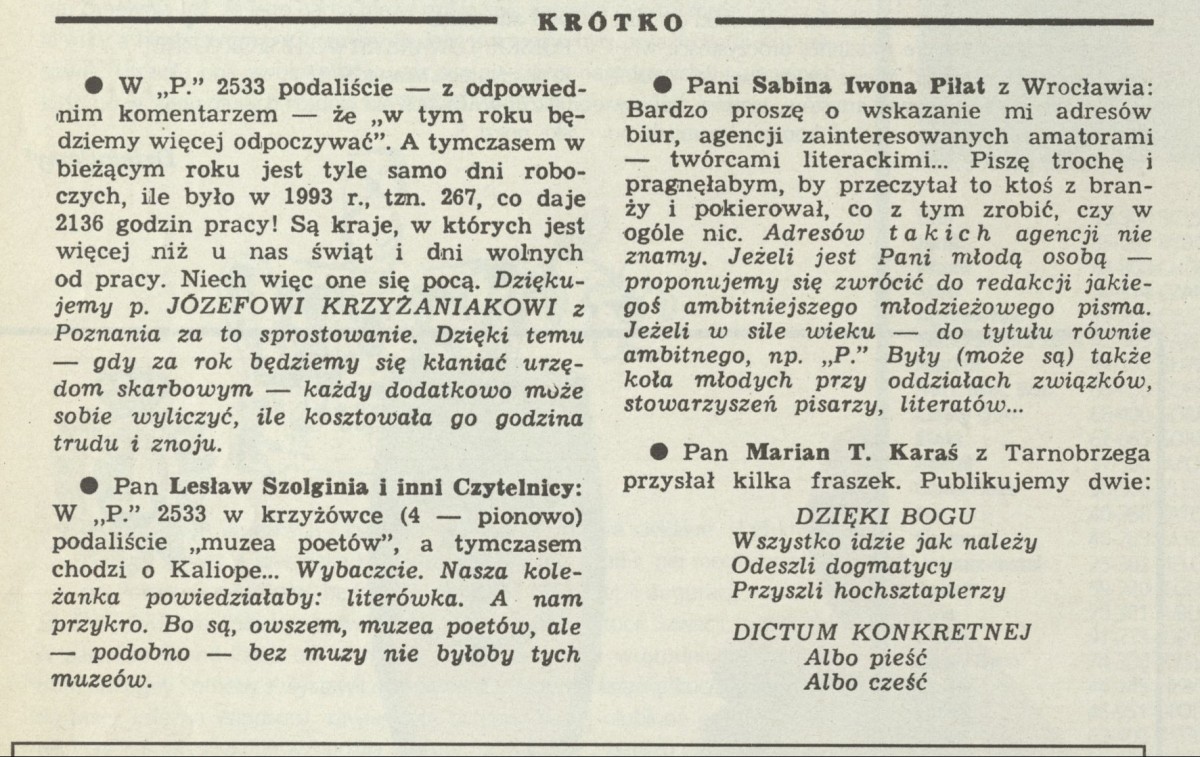 KRÓTKO
● W „P.” 2533 podaliście — z odpowied-
nim komentarzem — że „w tym roku bę-
dziemy więcej odpoczywać”. A tymczasem w
bieżącym roku jest tyle samo dni robo-
czych, ile było w 1993 r., tzn. 267, co daje
2136 godzin pracy! Są kraje, w których jest
więcej niż u nas świąt i dni wolnych
od pracy. Niech więc one się pocą. Dzięku-
jemy p. JÓZEFOWI KRZYŻANIAKOWI z
Poznania za to sprostowanie. Dzięki temu
— gdy za rok będziemy się kłaniać urzę-
dom skarbowym — każdy dodatkowo może
sobie wyliczyć, ile kosztowała go godzina
trudu i znoju.
● Pan Lesław Szolginia i inni Czytelnicy:
W „P.” 2533 w krzyżówce (4 — pionowo)
podaliście „muzea poetów”, a tymczasem
chodzi o Kaliope... Wybaczcie. Nasza kole-
żanka powiedziałaby: literówka. A nam
przykro. Bo są, owszem, muzea poetów, ale
— podobno — bez muzy nie byłoby tych
muzeów.
● Pani Sabina Iwona Piłat z Wrocławia:
Bardzo proszę o wskazanie mi adresów
biur, agencji zainteresowanych amatorami
— twórcami literackimi... Piszę trochę i
pragnęłabym, by przeczytał to ktoś z bran-
ży i pokierował, co z tym zrobić, czy w
ogóle nic. Adresów takich agencji nie
znamy. Jeżeli jest Pani młodą osobą —
proponujemy się zwrócić do redakcji jakie-
goś ambitniejszego młodzieżowego pisma.
Jeżeli w sile wieku — do tytułu równie
ambitnego, np. „P.” Były (może są) także
koła młodych przy oddziałach związków,
stowarzyszeń pisarzy, literatów...
● Pan Marian T. Karaś z Tarnobrzega
przysłał kilka fraszek. Publikujemy dwie:
DZIĘKI BOGU
Wszystko idzie jak należy
Odeszli dogmatycy
Przyszli hochsztaplerzy
DICTUM KONKRETNEJ
Albo pieść
Albo cześć